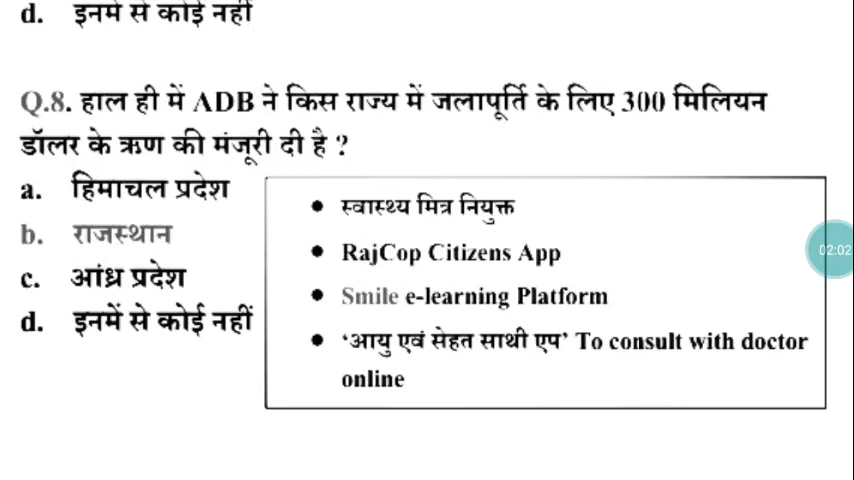 d. इनमें से कोई नहीं
Q.8. हाल ही में ADB ने किस राज्य में जलापूर्ति के लिए 300 मिलियन
डॉलर के ऋण की मंजूरी दी है ?
a. हिमाचल प्रदेश
b. राजस्थान
c. आंध्र प्रदेश
d. इनमें से कोई नहीं
• स्वास्थ्य मित्र नियुक्त
• RajCop Citizens App
• Smile e-learning Platform
• ‘आयु एवं सेहत साथी एप’ To consult with doctor
online
02:02